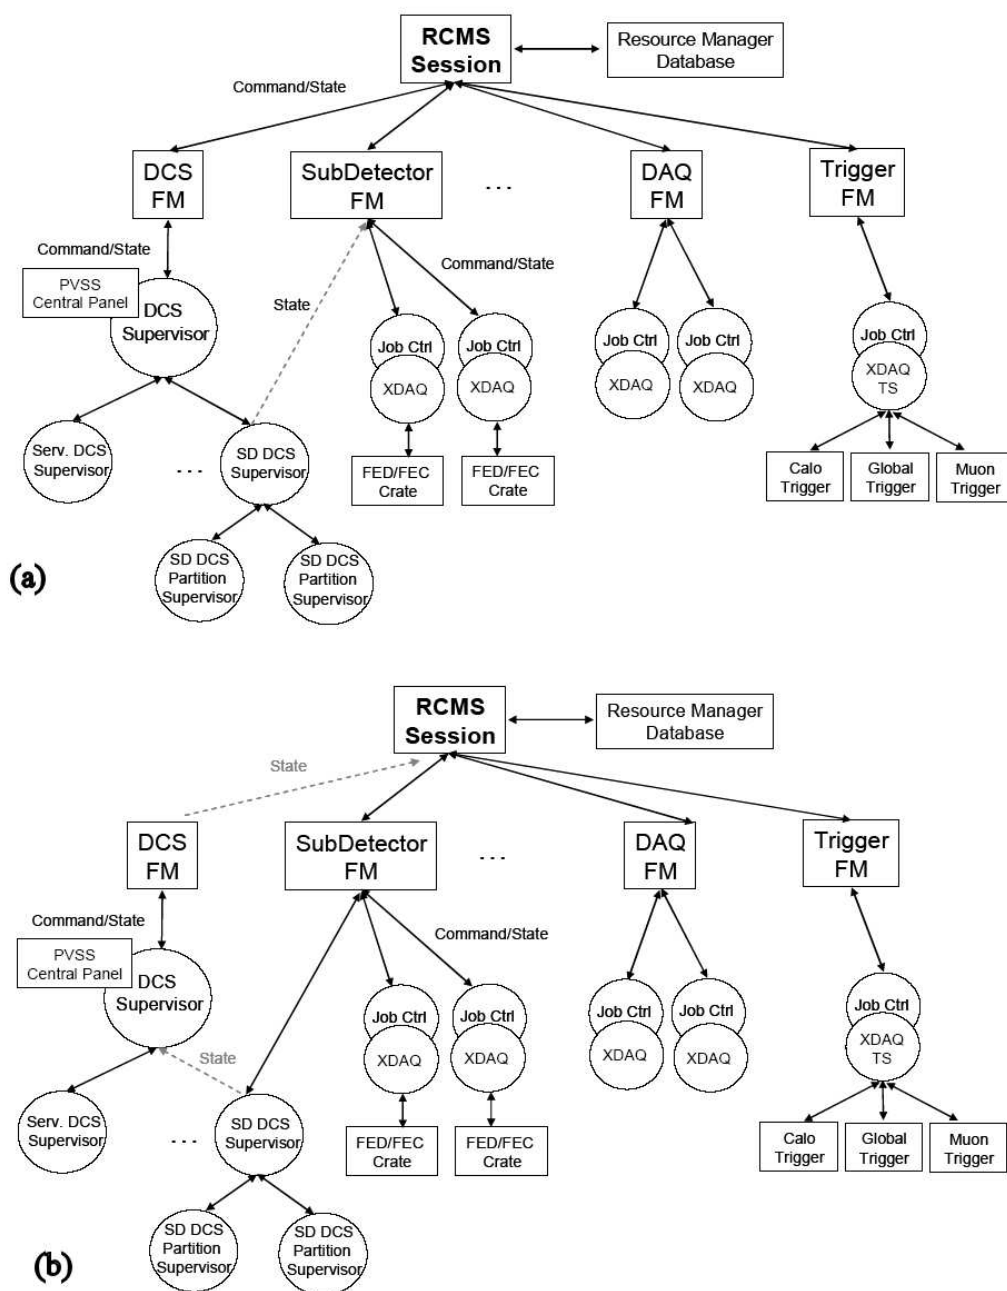 RCMS
Session
Resource Manager
Database
Command/State
DCS
FM
SubDetector
FM
. . .
DAQ
FM
Trigger
FM
Command/State
PVSS
Central Panel
DCS
Supervisor
State
Command/State
Job Ctrl
XDAQ
Job Ctrl
XDAQ
Job Ctrl
XDAQ
Job Ctrl
XDAQ
Job Ctrl
XDAQ
TS
Serv. DCS
Supervisor
. . .
SD DCS
Supervisor
FED/FEC
Crate
FED/FEC
Crate
Calo
Trigger
Global
Trigger
Muon
Trigger
SD DCS
Partition
Supervisor
SD DCS
Partition
Supervisor
(a)
RCMS
Session
Resource Manager
Database
State
DCS
FM
SubDetector
FM
. . .
DAQ
FM
Trigger
FM
Command/State
PVSS
Central Panel
DCS
Supervisor
Command/State
Job Ctrl
XDAQ
Job Ctrl
XDAQ
Job Ctrl
XDAQ
Job Ctrl
XDAQ
Job Ctrl
XDAQ
TS
State
Serv. DCS
Supervisor
. . .
SD DCS
Supervisor
FED/FEC
Crate
FED/FEC
Crate
Calo
Trigger
Global
Trigger
Muon
Trigger
SD DCS
Partition
Supervisor
SD DCS
Partition
Supervisor
(b)